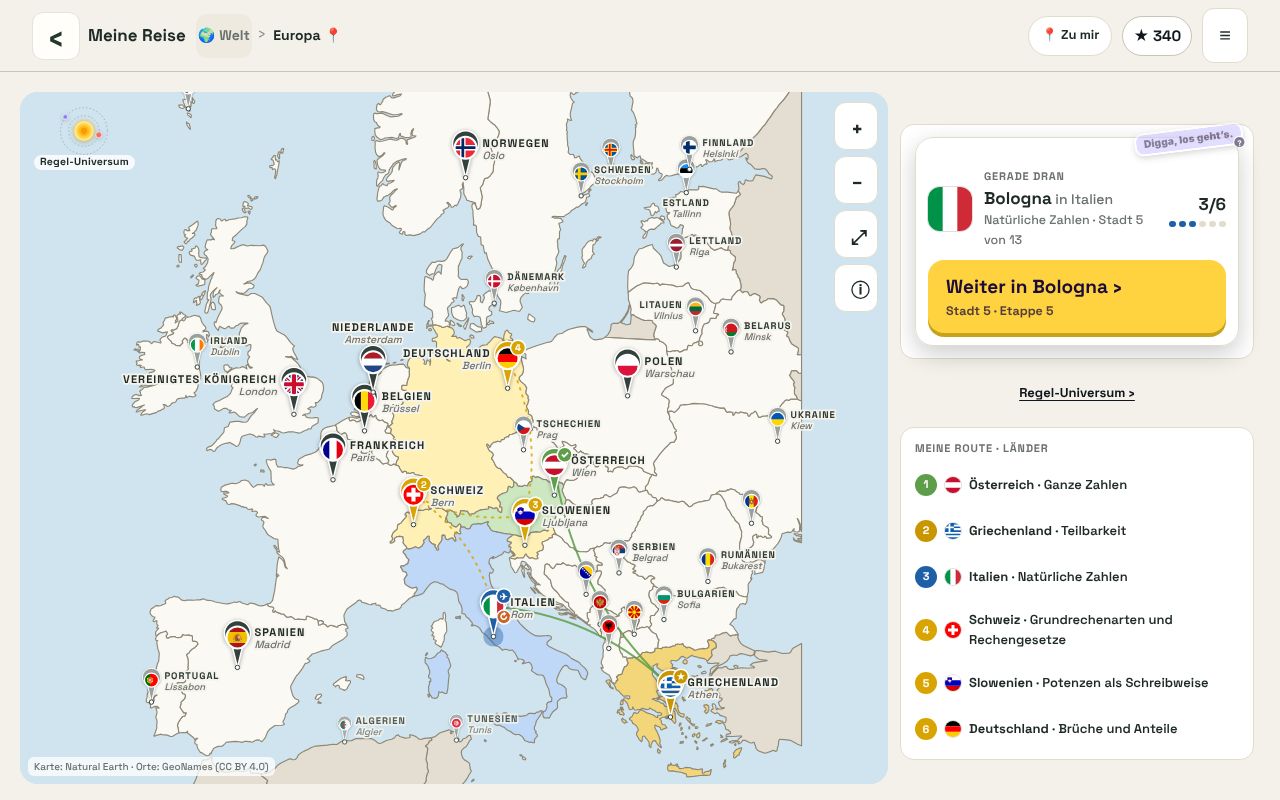 < Meine Reise 🌍 Welt > Europa 📍
📍 Zu mir
★ 340
≡
Regel-Universum
+
−
NORWEGEN
Oslo
FINNLAND
Helsinki
SCHWEDEN
Stockholm
ESTLAND
Tallinn
LETTLAND
Riga
DÄNEMARK
København
LITAUEN
Vilnius
BELARUS
Minsk
NIEDERLANDE
Amsterdam
IRLAND
Dublin
DEUTSCHLAND
Berlin
4
POLEN
Warschau
VEREINIGTES KÖNIGREICH
London
BELGIEN
Brüssel
UKRAINE
Kiew
TSCHECHIEN
Prag
FRANKREICH
Paris
ÖSTERREICH
Wien
SCHWEIZ
Bern
2
SLOWENIEN
Ljubljana
3
SERBIEN
Belgrad
RUMÄNIEN
Bukarest
BULGARIEN
Sofia
ITALIEN
Rom
SPANIEN
Madrid
PORTUGAL
Lissabon
GRIECHENLAND
Athen
ALGERIEN
Algier
TUNESIEN
Tunis
Karte: Natural Earth · Orte: GeoNames (CC BY 4.0)
Digga, los geht's.
?
GERADE DRAN
Bologna in Italien
Natürliche Zahlen · Stadt 5
von 13
3/6
Weiter in Bologna >
Stadt 5 · Etappe 5
Regel-Universum >
MEINE ROUTE · LÄNDER
1 Österreich · Ganze Zahlen
2 Griechenland · Teilbarkeit
3 Italien · Natürliche Zahlen
4 Schweiz · Grundrechenarten und
Rechengesetze
5 Slowenien · Potenzen als Schreibweise
6 Deutschland · Brüche und Anteile